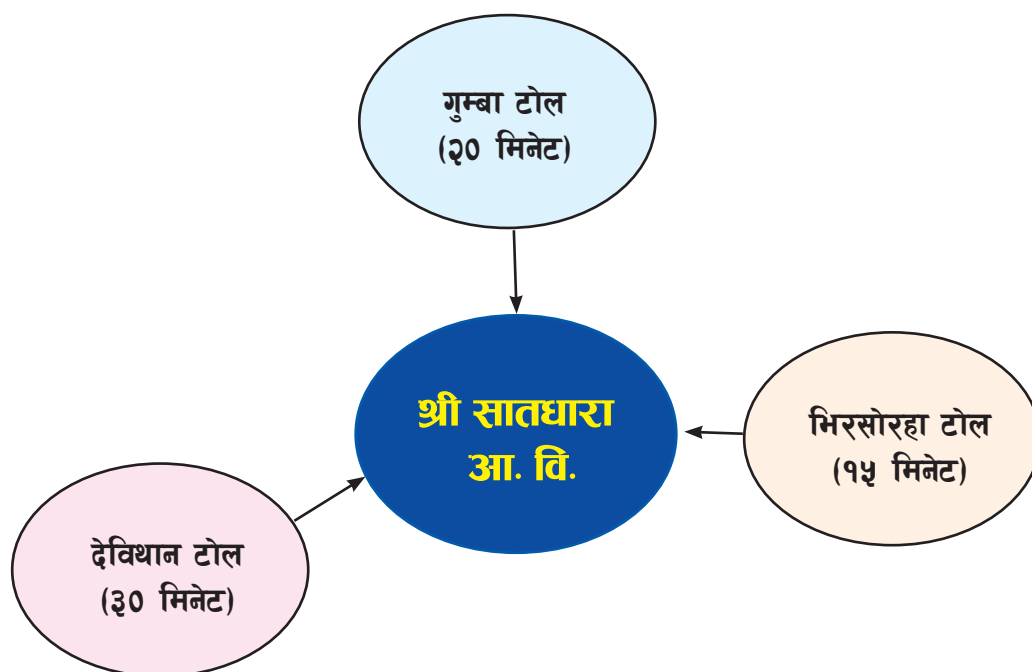 गुम्बा टोल
(२० मिनेट)
श्री सातधारा
आ. वि.
भिरसोरहा टोल
(१५ मिनेट)
देविथान टोल
(३० मिनेट)